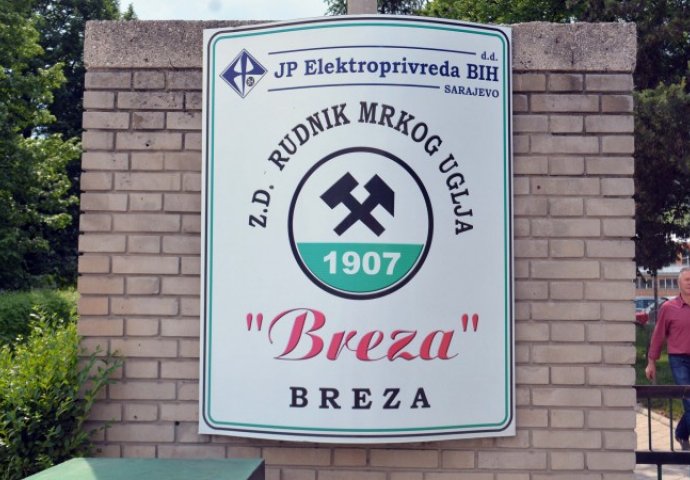 d.d.
JP Elektroprivreda BIH
SARAJEVO
Z.D. RUDNIK MRKOG UGLJA
1907
"Breza"
BREZA